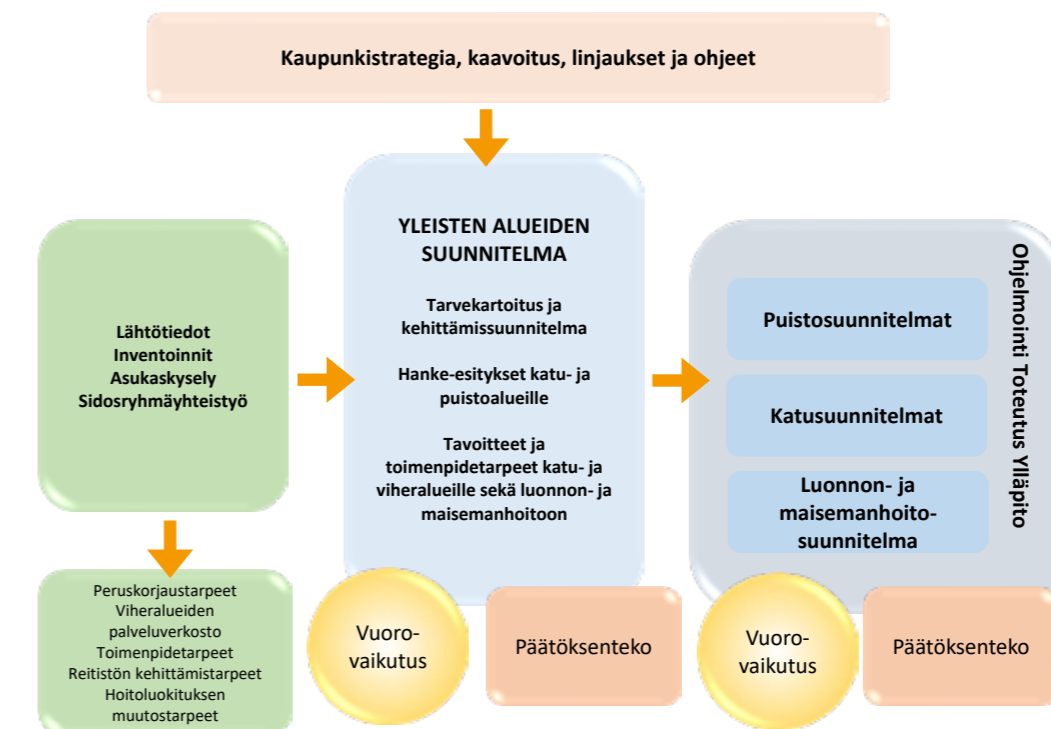 Kaupunkistrategia, kaavoitus, linjaukset ja ohjeet
Lähtötiedot
Inventoinnit
Asukaskysely
Sidosryhmäyhteistyö
Peruskorjaustarpeet
Viheralueiden
palveluverkosto
Toimenpidetarpeet
Reitistön kehittämistarpeet
Hoitoluokituksen
muutostarpeet
YLEISTEN ALUEIDEN
SUUNNITELMA
Tarvekartoitus ja
kehittämissuunnitelma
Hanke-esitykset katu- ja
puistoalueille
Tavoitteet ja
toimenpidetarpeet katu- ja
viheralueille sekä luonnon- ja
maisemanhoitoon
Vuoro-
vaikutus
Päätöksenteko
Puistosuunnitelmat
Katusuunnitelmat
Luonnon- ja
maisemanhoito-
suunnitelma
Ohjelmointi Toteutus Ylläpito
Vuoro-
vaikutus
Päätöksenteko